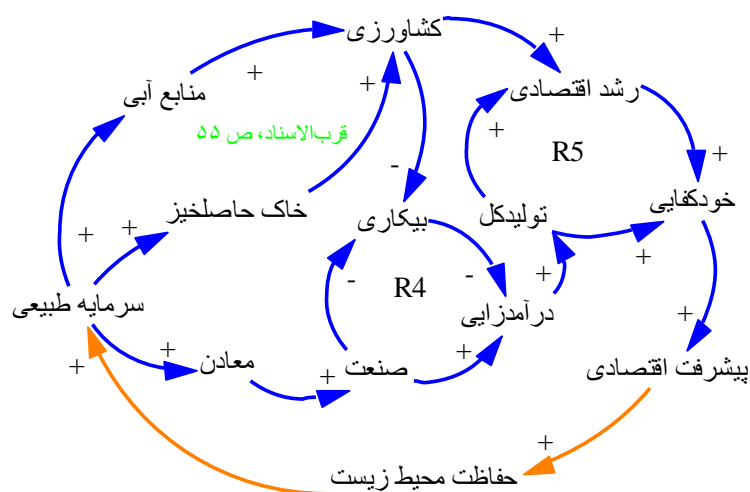 کشاورزی
+
+
+
منابع آبی
رشد اقتصادی
قرب‌الاسناد، ص ۵۵
+
R5
+
-
خاک حاصلخیز
بیکاری
تولیدکل
خودکفایی
+
+
+
-
R4
-
+
سرمایه طبیعی
درآمدزایی
+
+
+
معادن
+
صنعت
+
پیشرفت اقتصادی
+
حفاظت محیط زیست